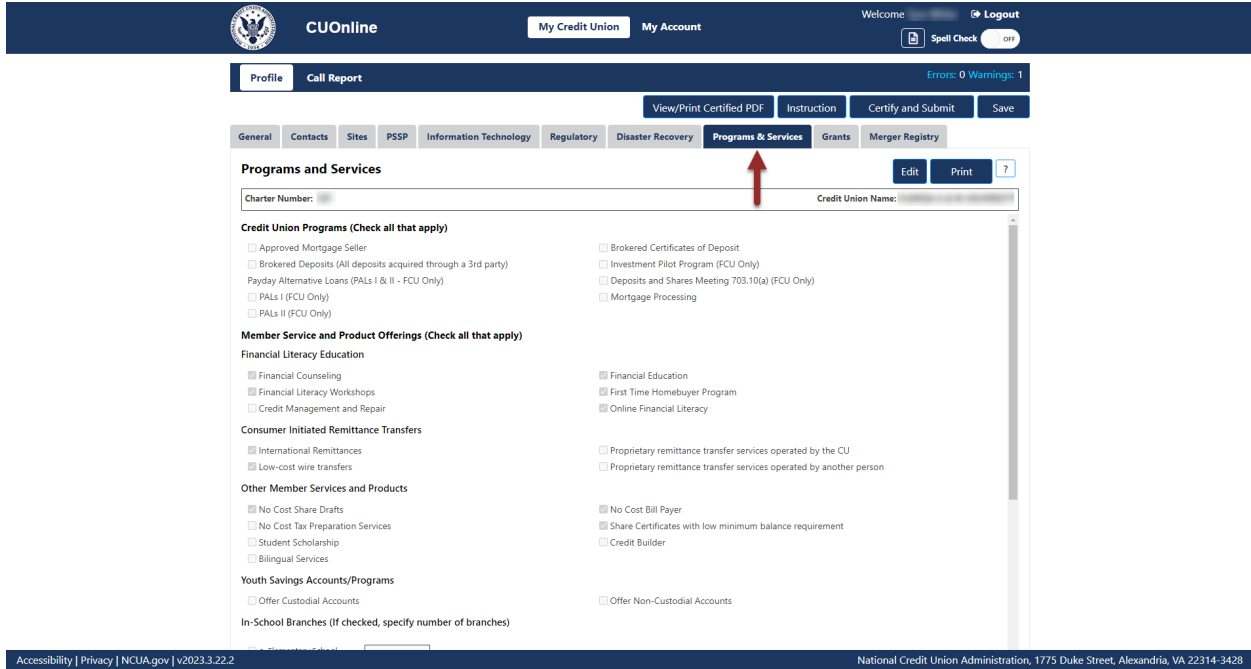 CUOnline
My Credit Union
My Account
Welcome
Logout
Spell Check
OFF
Profile
Call Report
Errors: 0 Warnings: 1
View/Print Certified PDF
Instruction
Certify and Submit
Save
General
Contacts
Sites
PSSP
Information Technology
Regulatory
Disaster Recovery
Programs & Services
Grants
Merger Registry
Programs and Services
Edit
Print
?
Charter Number:
Credit Union Name:
Credit Union Programs (Check all that apply)
Approved Mortgage Seller
Brokered Certificates of Deposit
Brokered Deposits (All deposits acquired through a 3rd party)
Investment Pilot Program (FCU Only)
Payday Alternative Loans (PALs I & II - FCU Only)
Deposits and Shares Meeting 703.10(a) (FCU Only)
PALs I (FCU Only)
Mortgage Processing
PALs II (FCU Only)
Member Service and Product Offerings (Check all that apply)
Financial Literacy Education
Financial Counseling
Financial Education
Financial Literacy Workshops
First Time Homebuyer Program
Credit Management and Repair
Online Financial Literacy
Consumer Initiated Remittance Transfers
International Remittances
Proprietary remittance transfer services operated by the CU
Low-cost wire transfers
Proprietary remittance transfer services operated by another person
Other Member Services and Products
No Cost Share Drafts
No Cost Bill Payer
No Cost Tax Preparation Services
Share Certificates with low minimum balance requirement
Student Scholarship
Credit Builder
Bilingual Services
Youth Savings Accounts/Programs
Offer Custodial Accounts
Offer Non-Custodial Accounts
In-School Branches (If checked, specify number of branches)
Accessibility | Privacy | NCUA.gov | v2023.3.22.2
National Credit Union Administration, 1775 Duke Street, Alexandria, VA 22314-3428